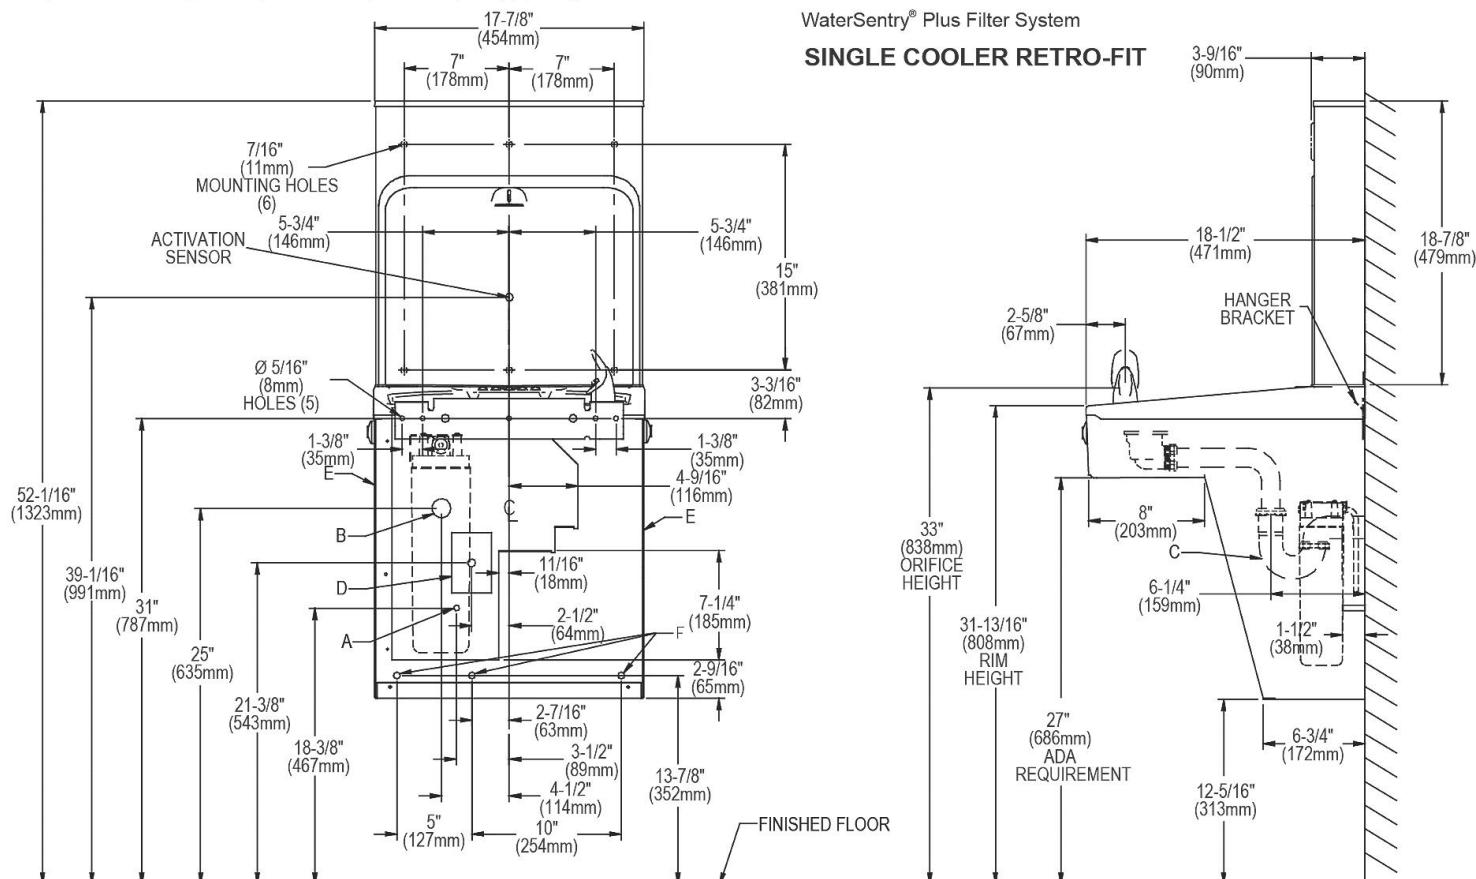 WaterSentry® Plus Filter System
SINGLE COOLER RETRO-FIT
17-7/8"
(454mm)
7"
(178mm)
7"
(178mm)
7/16"
(11mm)
MOUNTING HOLES
(6)
5-3/4"
(146mm)
5-3/4"
(146mm)
ACTIVATION
SENSOR
15"
(381mm)
Ø 5/16"
(8mm)
HOLES (5)
3-3/16"
(82mm)
1-3/8"
(35mm)
1-3/8"
(35mm)
E
4-9/16"
(116mm)
52-1/16"
(1323mm)
B
C
L
E
39-1/16"
(991mm)
D
11/16"
(18mm)
31"
(787mm)
A
2-1/2"
(64mm)
F
7-1/4"
(185mm)
25"
(635mm)
2-9/16"
(65mm)
21-3/8"
(543mm)
2-7/16"
(63mm)
18-3/8"
(467mm)
3-1/2"
(89mm)
13-7/8"
(352mm)
4-1/2"
(114mm)
5"
(127mm)
10"
(254mm)
FINISHED FLOOR
3-9/16"
(90mm)
18-1/2"
(471mm)
18-7/8"
(479mm)
HANGER
BRACKET
2-5/8"
(67mm)
8"
(203mm)
33"
(838mm)
ORIFICE
HEIGHT
C
6-1/4"
(159mm)
31-13/16"
(808mm)
RIM
HEIGHT
1-1/2"
(38mm)
27"
(686mm)
ADA
REQUIREMENT
6-3/4"
(172mm)
12-5/16"
(313mm)